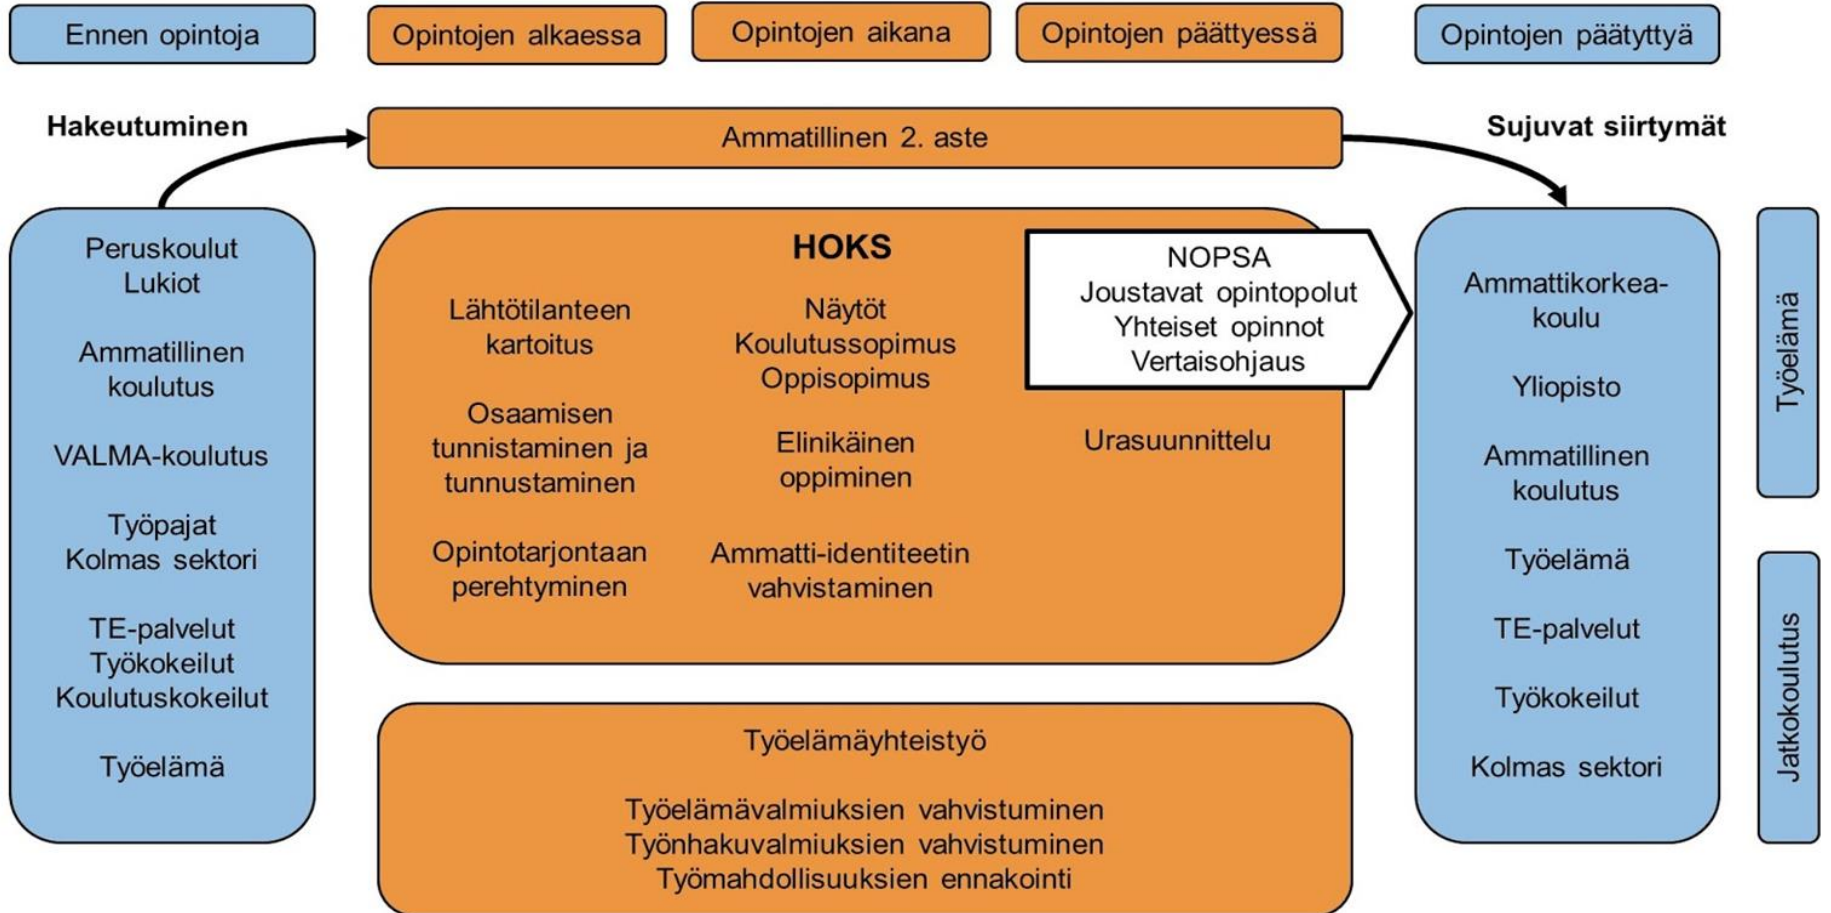 Ennen opintoja
Opintojen alkaessa
Opintojen aikana
Opintojen päättyessä
Opintojen päätyttyä
Hakeutuminen
Ammatillinen 2. aste
Sujuvat siirtymät
Peruskoulut
Lukiot
Ammatillinen
koulutus
VALMA-koulutus
Työpajat
Kolmas sektori
TE-palvelut
Työkokeilut
Koulutuskokeilut
Työelämä
HOKS
Lähtötilanteen
kartoitus
Osaamisen
tunnistaminen ja
tunnustaminen
Opintotarjontaan
perehtyminen
Näytöt
Koulutussopimus
Oppisopimus
Elinikäinen
oppiminen
Ammatti-identiteetin
vahvistaminen
NOPSA
Joustavat opintopolut
Yhteiset opinnot
Vertaisohjaus
Urasuunnittelu
Työelämäyhteistyö
Työelämävalmiuksien vahvistuminen
Työnhakuvalmiuksien vahvistuminen
Työmahdollisuuksien ennakointi
Ammattikorkea-
koulu
Yliopisto
Ammatillinen
koulutus
Työelämä
TE-palvelut
Työkokeilut
Kolmas sektori
Työelämä
Jatkokoulutus